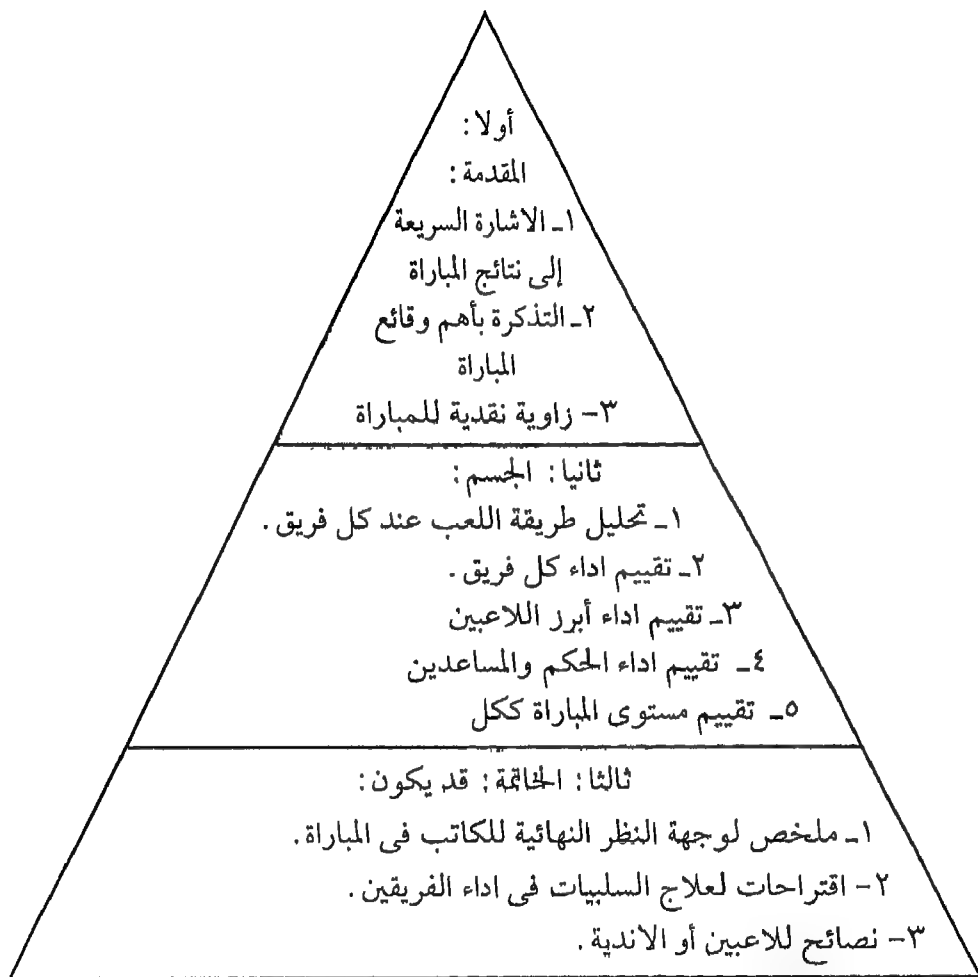 أولا:
المقدمة:
١ـ الاشارة السريعة
إلى نتائج المباراة
٢ـ التذكرة بأهم وقائع
المباراة
٣- زاوية نقدية للمباراة
ثانيا: الجسم:
١ـ تحليل طريقة اللعب عند كل فريق.
٢ـ تقييم اداء كل فريق.
٣ـ تقييم اداء أبرز اللاعبين
٤ـ تقييم اداء الحكم والمساعدين
٥ـ تقييم مستوى المباراة ككل
ثالثا: الخاتمة: قد يكون:
١ـ ملخص لوجهة النظر النهائية للكاتب فى المباراة.
٢- اقتراحات لعلاج السلبيات فى اداء الفريقين.
٣- نصائح للاعبين أو الاندية.